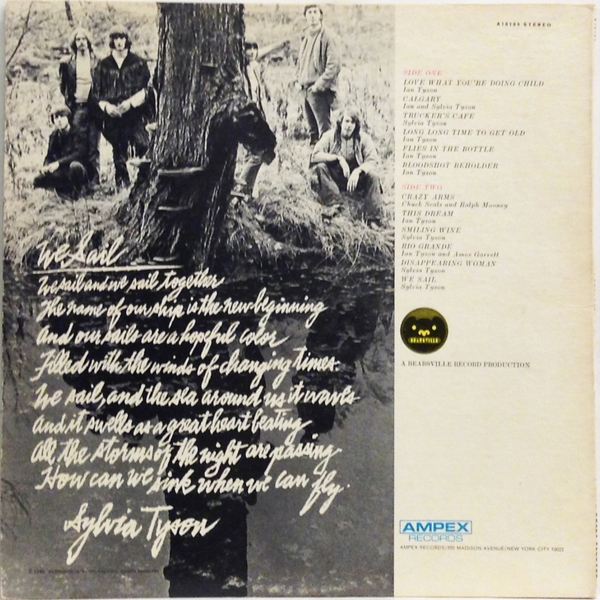 A10103 STEREO
SIDE ONE
LOVE WHAT YOU'RE DOING CHILD
Ian Tyson
CALGARY
Ian and Sylvia Tyson
TRUCKER'S CAFE
Sylvia Tyson
LONG LONG TIME TO GET OLD
Ian Tyson
FLIES IN THE BOTTLE
Ian Tyson
BLOODSHOT BEHOLDER
Ian Tyson
SIDE TWO
CRAZY ARMS
Chuck Seals and Ralph Mooney
THIS DREAM
Ian Tyson
SMILING WINE
Sylvia Tyson
RIO GRANDE
Ian Tyson and Amos Garrett
DISAPPEARING WOMAN
Sylvia Tyson
WE SAIL
Sylvia Tyson
BEARSVILLE
A BEARSVILLE RECORD PRODUCTION
We Sail
We sail and we sail together
The name of our ship is the new beginning
And our sails are a hopeful color
Filled with the winds of changing times.
We sail, and the sea around us it waves
And it swells as a great heart beating
All the storms of the night are passing
How can we sink when we can fly.
Sylvia Tyson
AMPEX
RECORDS
AMPEX RECORDS/555 MADISON AVENUE/NEW YORK CITY 10022